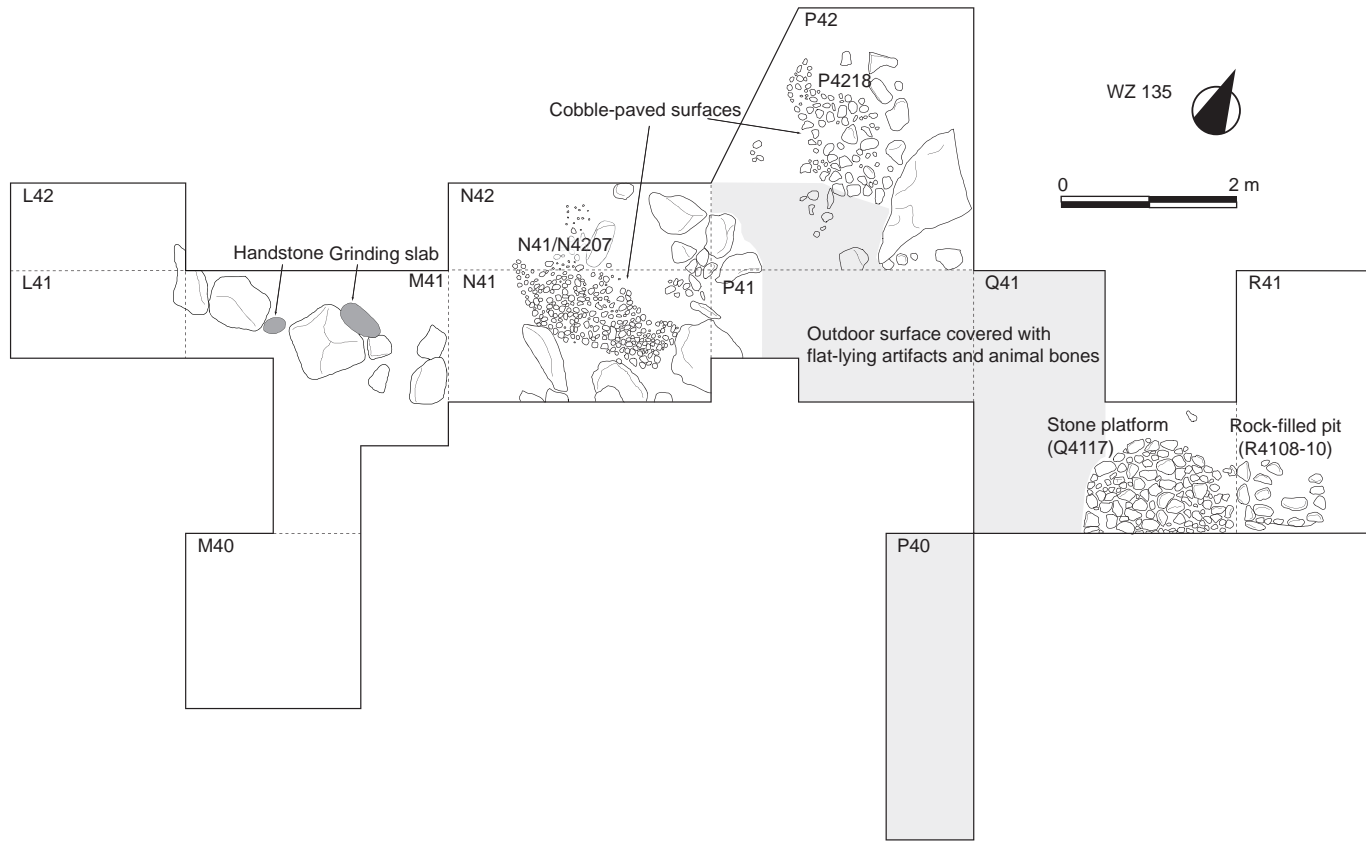 P42
P4218
WZ 135
Cobble-paved surfaces
0 2 m
L42
N42
Handstone
Grinding slab
N41/N4207
L41
M41
N41
P41
Q41
R41
Outdoor surface covered with
flat-lying artifacts and animal bones
Stone platform
(Q4117)
Rock-filled pit
(R4108-10)
M40
P40